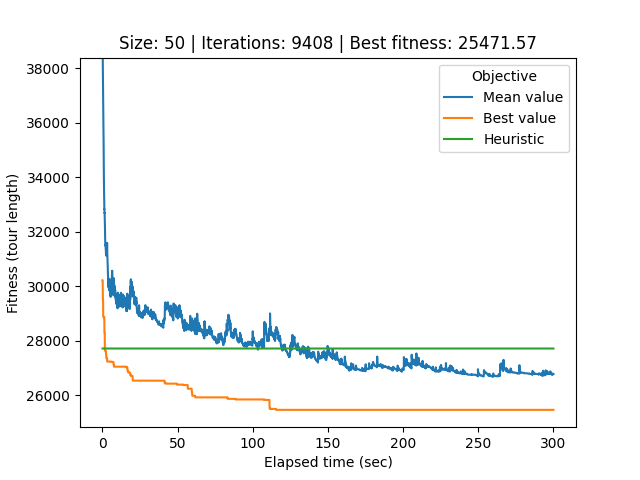 Size: 50 | Iterations: 9408 | Best fitness: 25471.57
Objective
Mean value
Best value
Heuristic
Fitness (tour length)
38000
36000
34000
32000
30000
28000
26000
0 50 100 150 200 250 300
Elapsed time (sec)